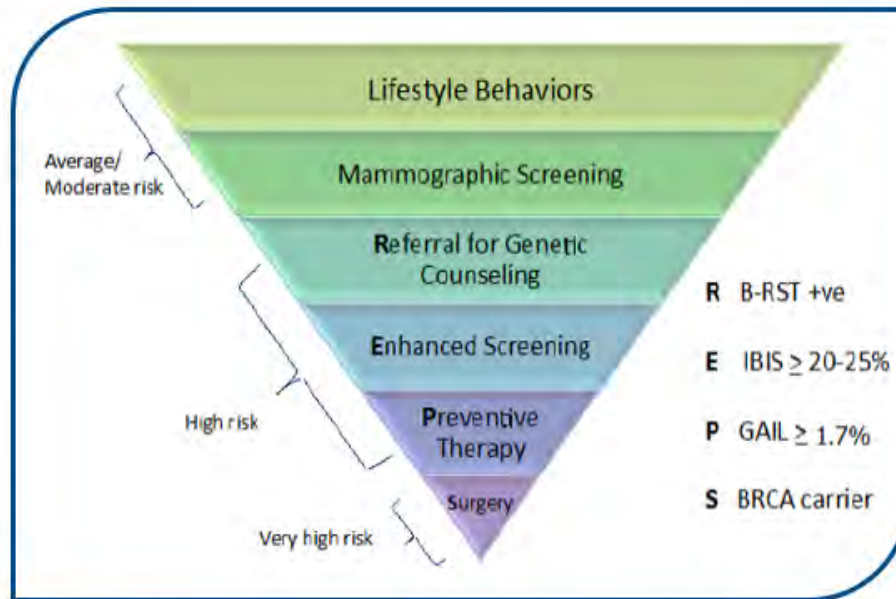 Lifestyle Behaviors
Mammographic Screening
Referral for Genetic
Counseling
Enhanced Screening
Preventive
Therapy
Surgery
Average/
Moderate risk
High risk
Very high risk
R B-RST +ve
E IBIS ≥ 20-25%
P GAIL ≥ 1.7%
S BRCA carrier